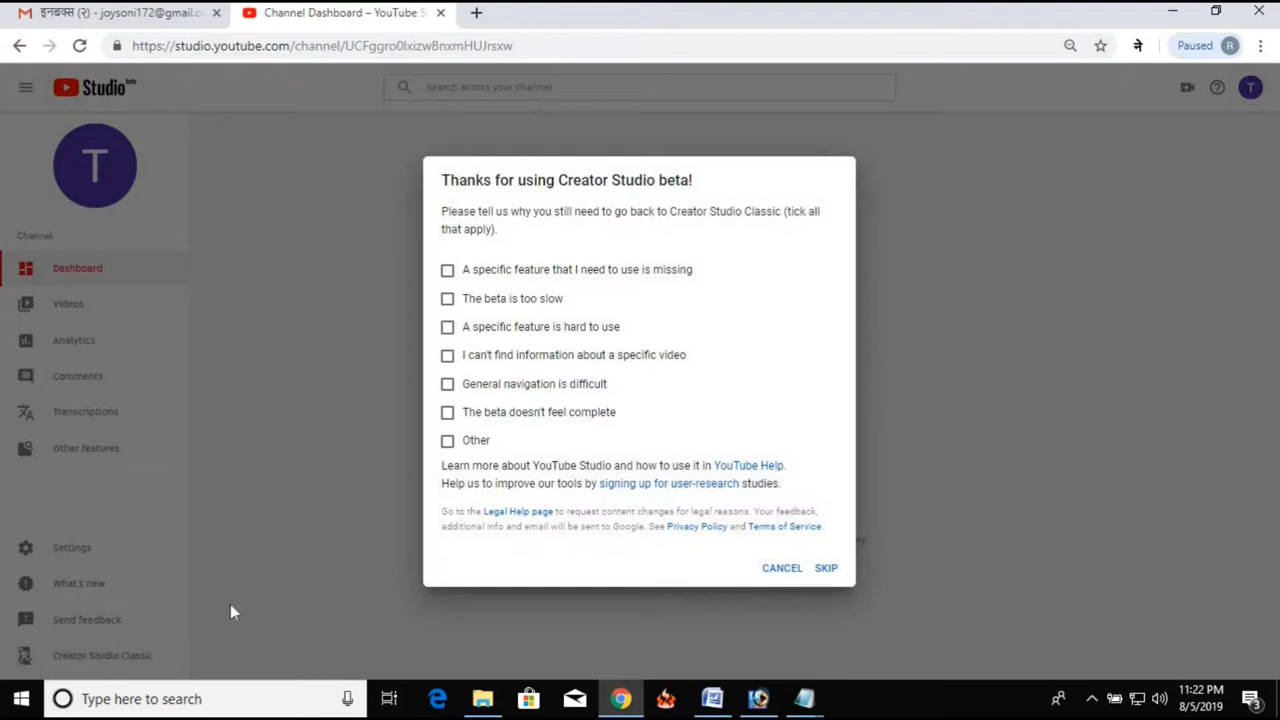 इनबक्स (२) - joysoni172@gmail.c
Channel Dashboard – YouTube S
https://studio.youtube.com/channel/UCFggro0lxizwBnxmHUJrsxw
ने
Paused
R
Studio beta
Search across your channel
T
T
Channel
Dashboard
Videos
Analytics
Comments
Transcriptions
Other features
Settings
What's new
Send feedback
Creator Studio Classic
Thanks for using Creator Studio beta!
Please tell us why you still need to go back to Creator Studio Classic (tick all
that apply).
A specific feature that I need to use is missing
The beta is too slow
A specific feature is hard to use
I can't find information about a specific video
General navigation is difficult
The beta doesn't feel complete
Other
Learn more about YouTube Studio and how to use it in YouTube Help.
Help us to improve our tools by signing up for user-research studies.
Go to the Legal Help page to request content changes for legal reasons. Your feedback,
additional info and email will be sent to Google. See Privacy Policy and Terms of Service.
CANCEL SKIP
Type here to search
11:22 PM
8/5/2019
3